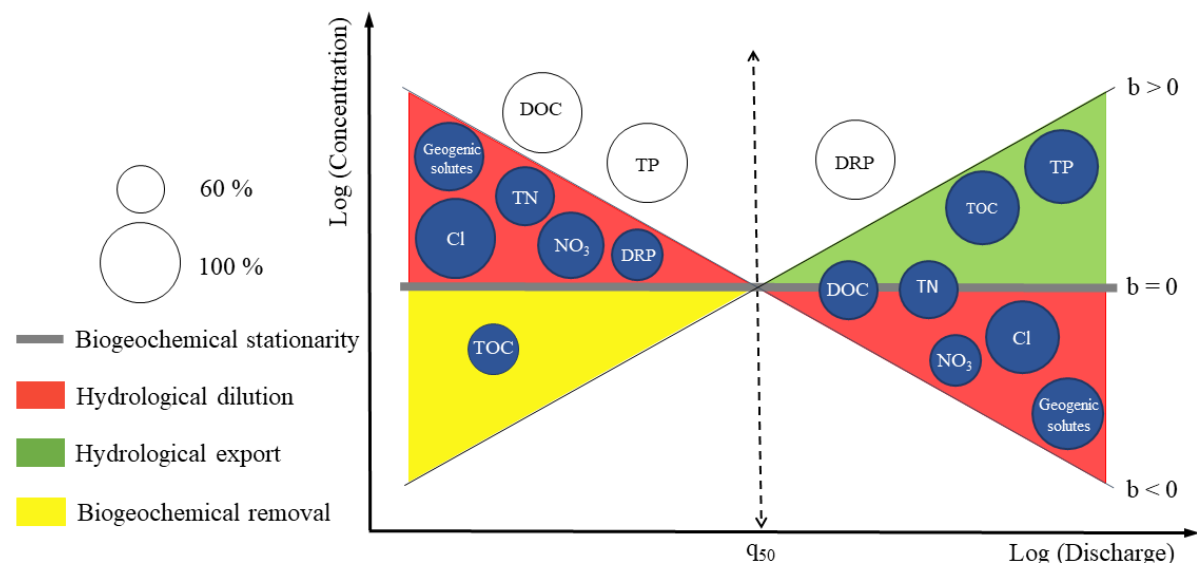 Log (Concentration)
60 %
100 %
Biogeochemical stationarity
Hydrological dilution
Hydrological export
Biogeochemical removal
DOC
TP
Geogenic
solutes
TN
Cl
NO₃
DRP
TOC
DRP
TP
TOC
DOC
TN
Cl
NO₃
Geogenic
solutes
b > 0
b = 0
b < 0
q₅₀
Log (Discharge)